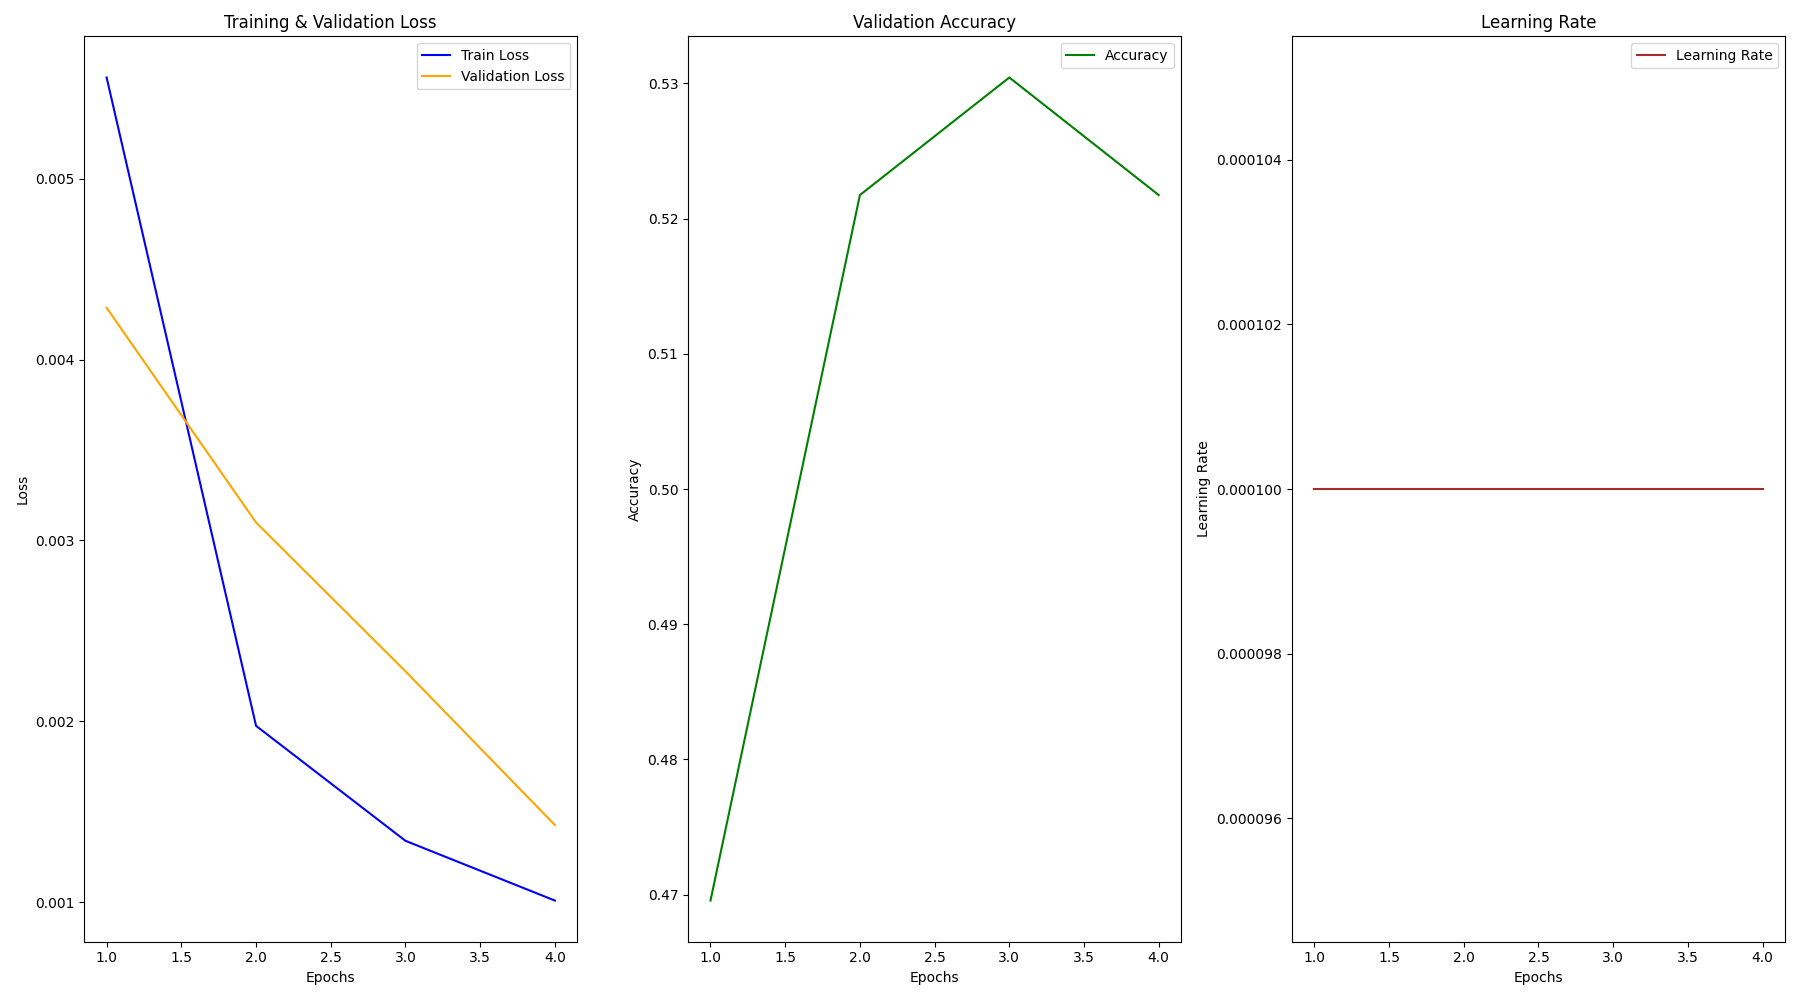 Training & Validation Loss
Train Loss
Validation Loss
0.005
0.004
0.003
0.002
0.001
Loss
1.0 1.5 2.0 2.5 3.0 3.5 4.0
Epochs
Validation Accuracy
Accuracy
0.53
0.52
0.51
0.50
0.49
0.48
0.47
Accuracy
1.0 1.5 2.0 2.5 3.0 3.5 4.0
Epochs
Learning Rate
Learning Rate
0.000104
0.000102
0.000100
0.000098
0.000096
Learning Rate
1.0 1.5 2.0 2.5 3.0 3.5 4.0
Epochs